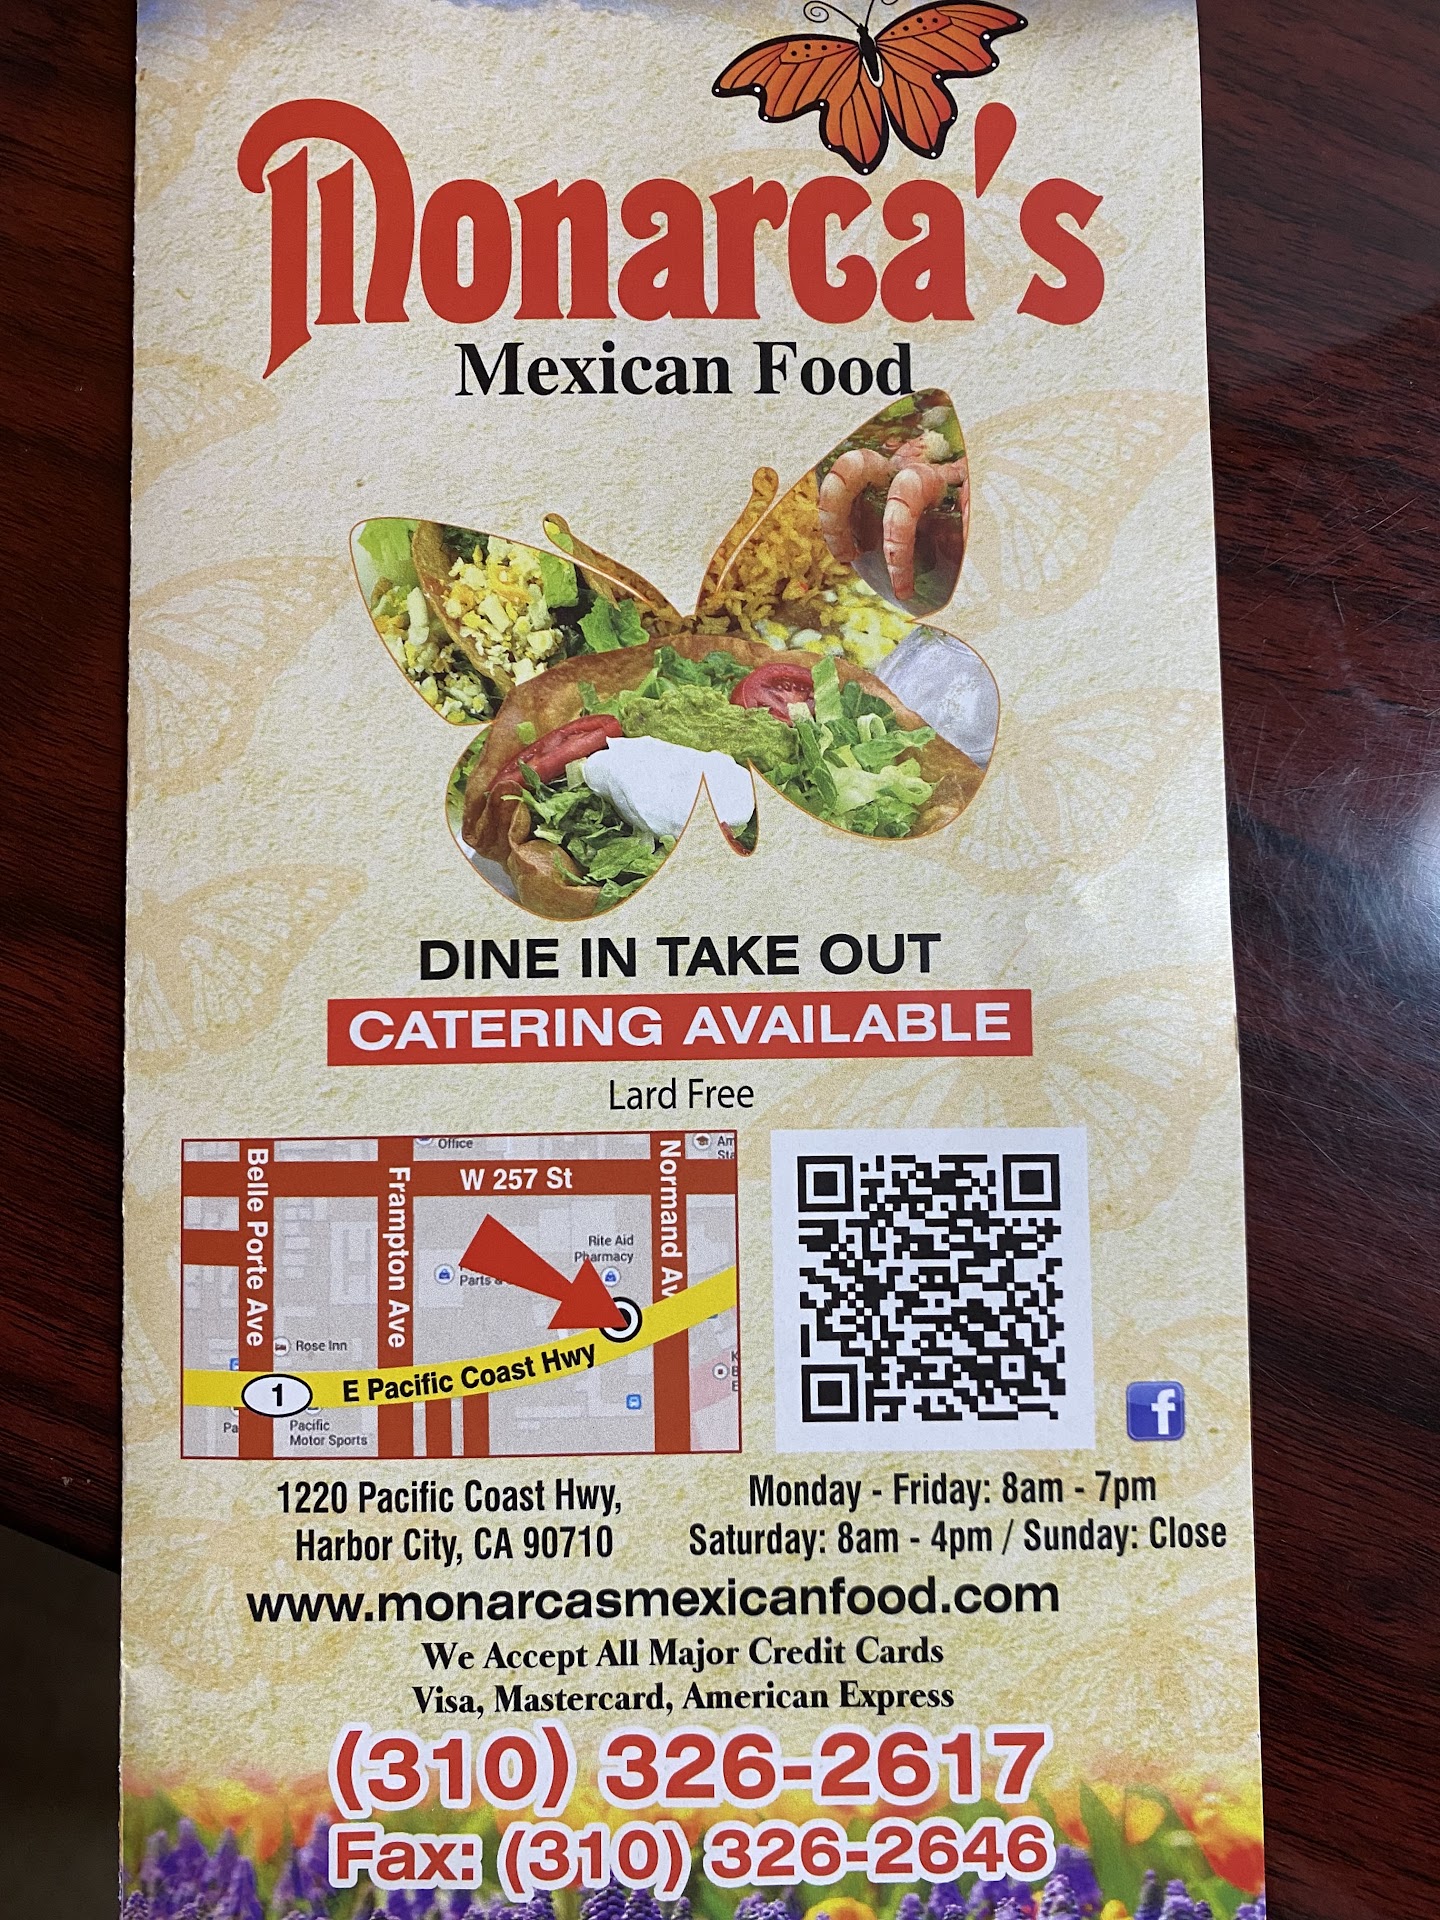 Monarca's
Mexican Food
DINE IN TAKE OUT
CATERING AVAILABLE
Lard Free
Office
W 257 St
Belle Porte Ave
Frampton Ave
Normand Av
Rite Aid
Pharmacy
Parts &
Rose Inn
E Pacific Coast Hwy
1
Pacific
Motor Sports
f
1220 Pacific Coast Hwy,
Harbor City, CA 90710
Monday - Friday: 8am - 7pm
Saturday: 8am - 4pm / Sunday: Close
www.monarcasmexicanfood.com
We Accept All Major Credit Cards
Visa, Mastercard, American Express
(310) 326-2617
Fax: (310) 326-2646